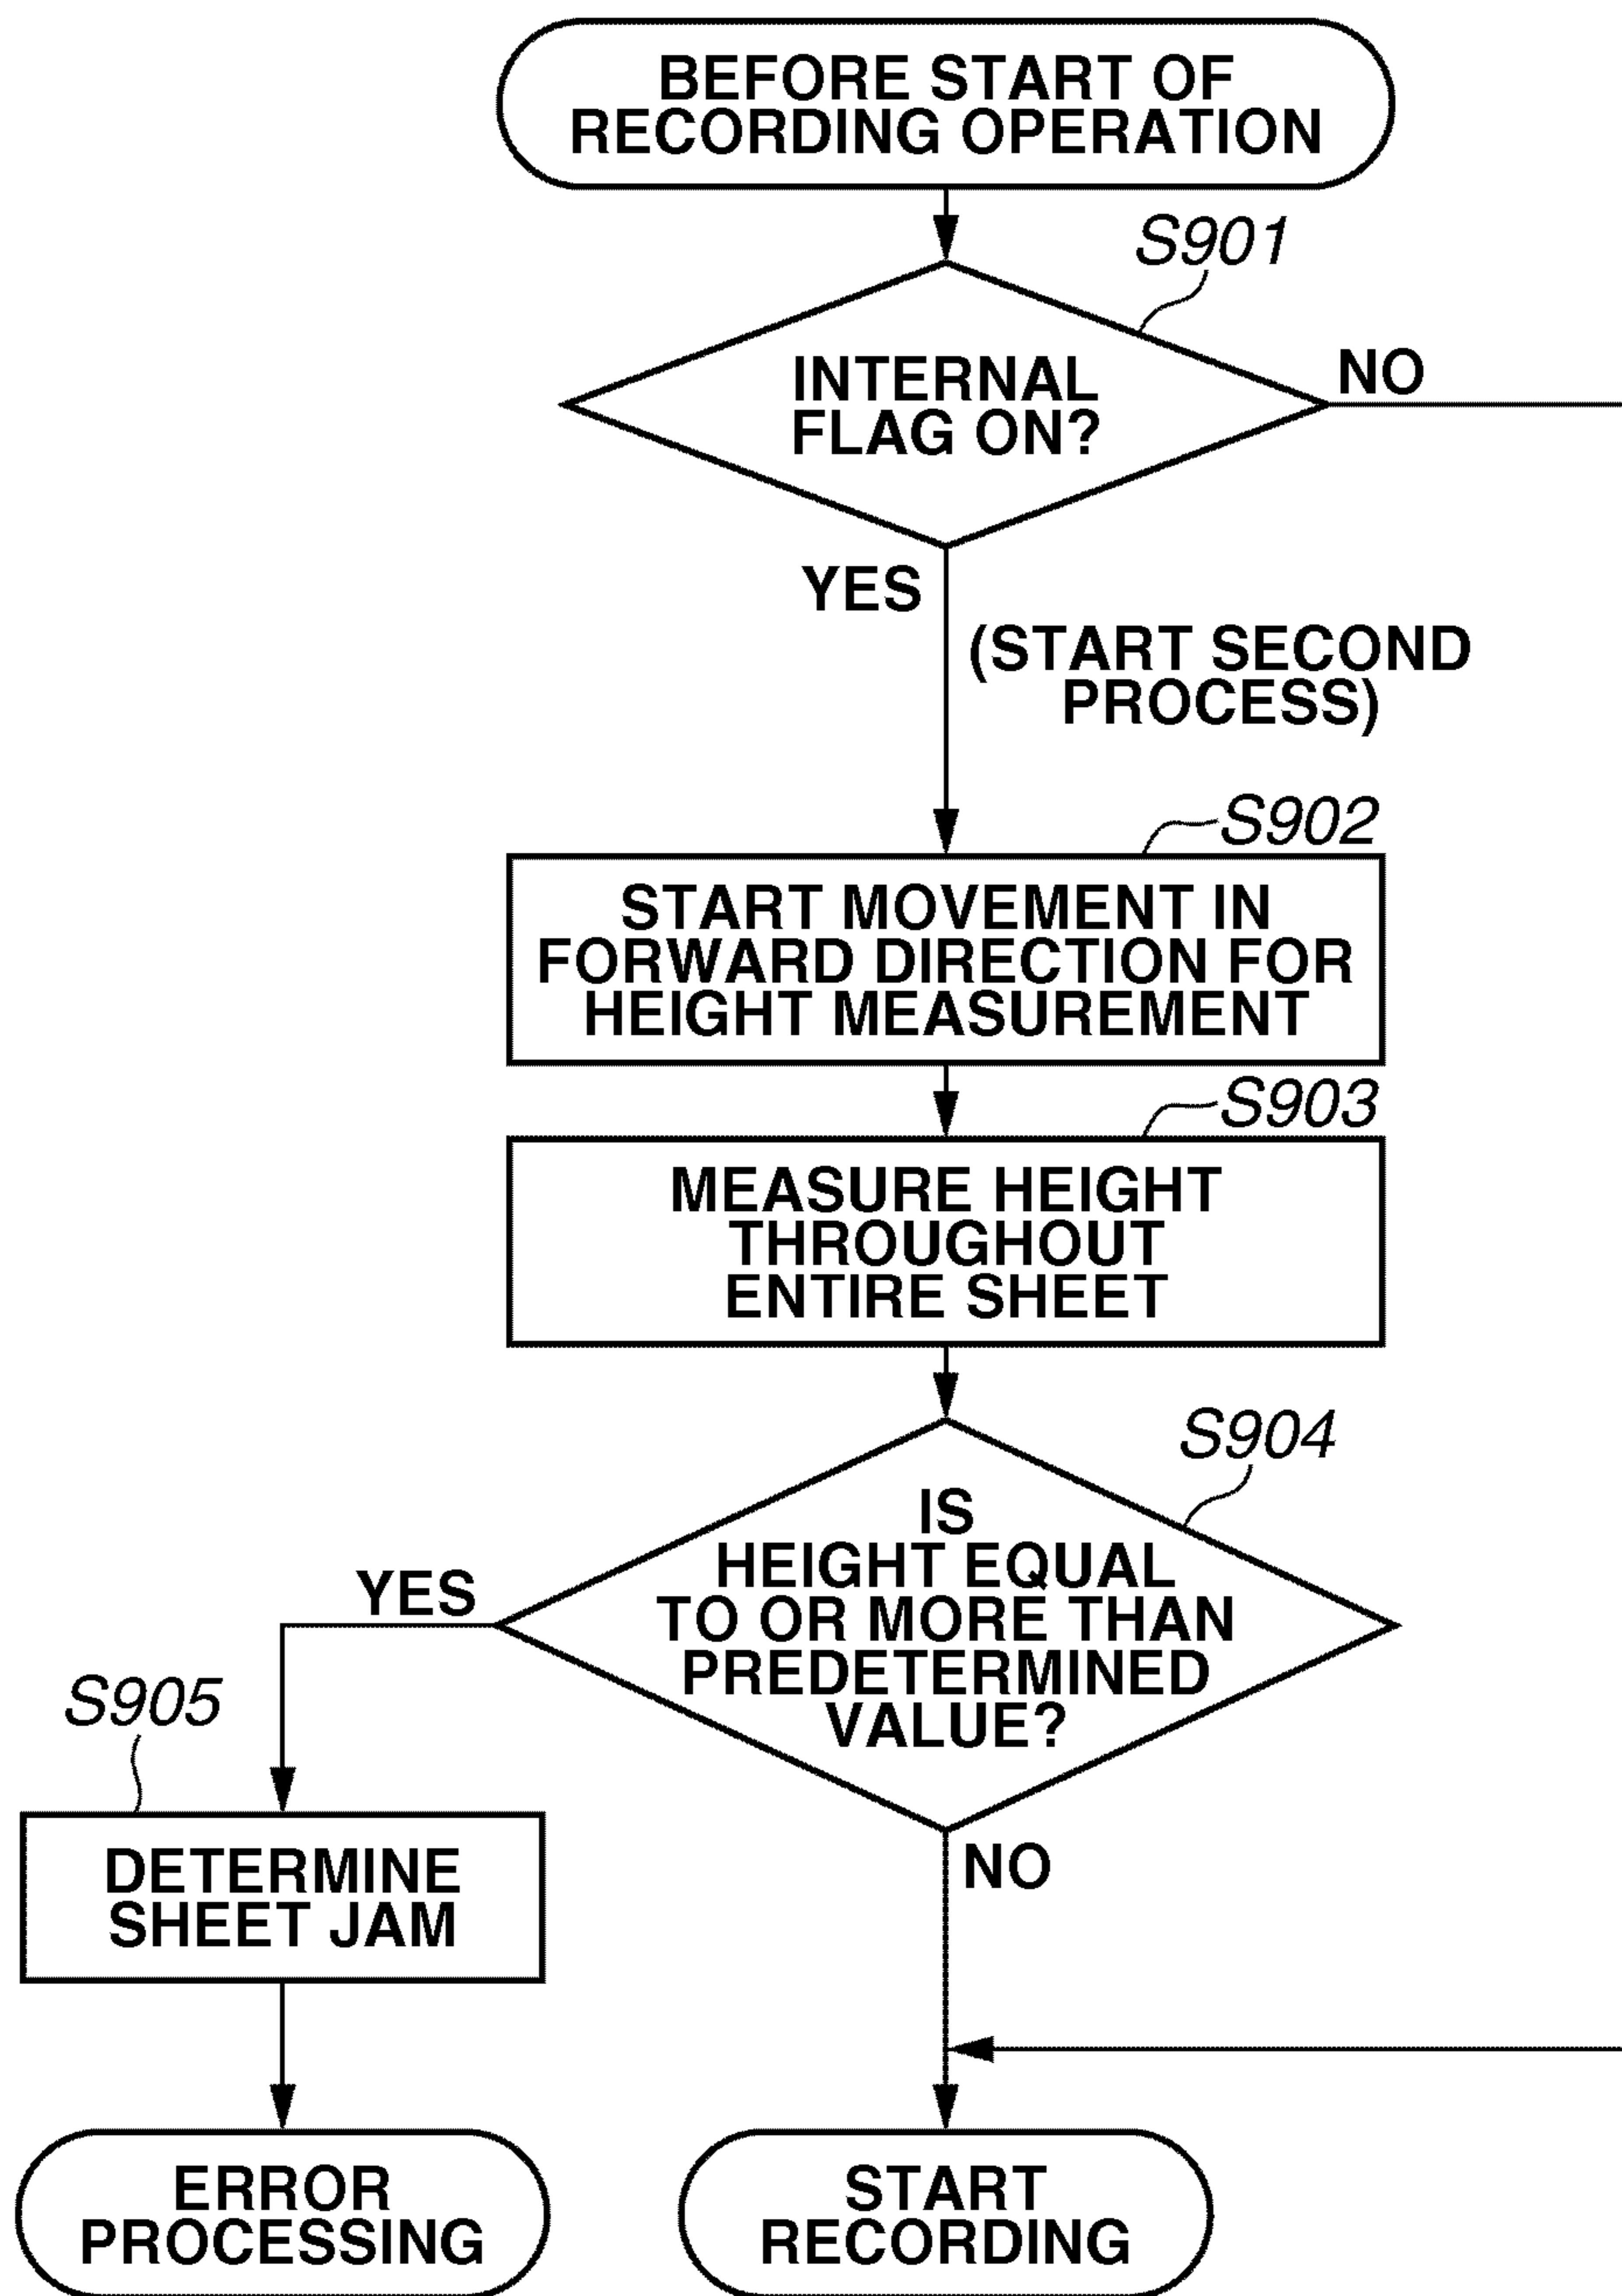 BEFORE START OF
RECORDING OPERATION
S901
INTERNAL
FLAG ON?
NO
YES
(START SECOND
PROCESS)
S902
START MOVEMENT IN
FORWARD DIRECTION FOR
HEIGHT MEASUREMENT
S903
MEASURE HEIGHT
THROUGHOUT
ENTIRE SHEET
S904
IS
HEIGHT EQUAL
TO OR MORE THAN
PREDETERMINED
VALUE?
YES
S905
DETERMINE
SHEET JAM
NO
ERROR
PROCESSING
START
RECORDING